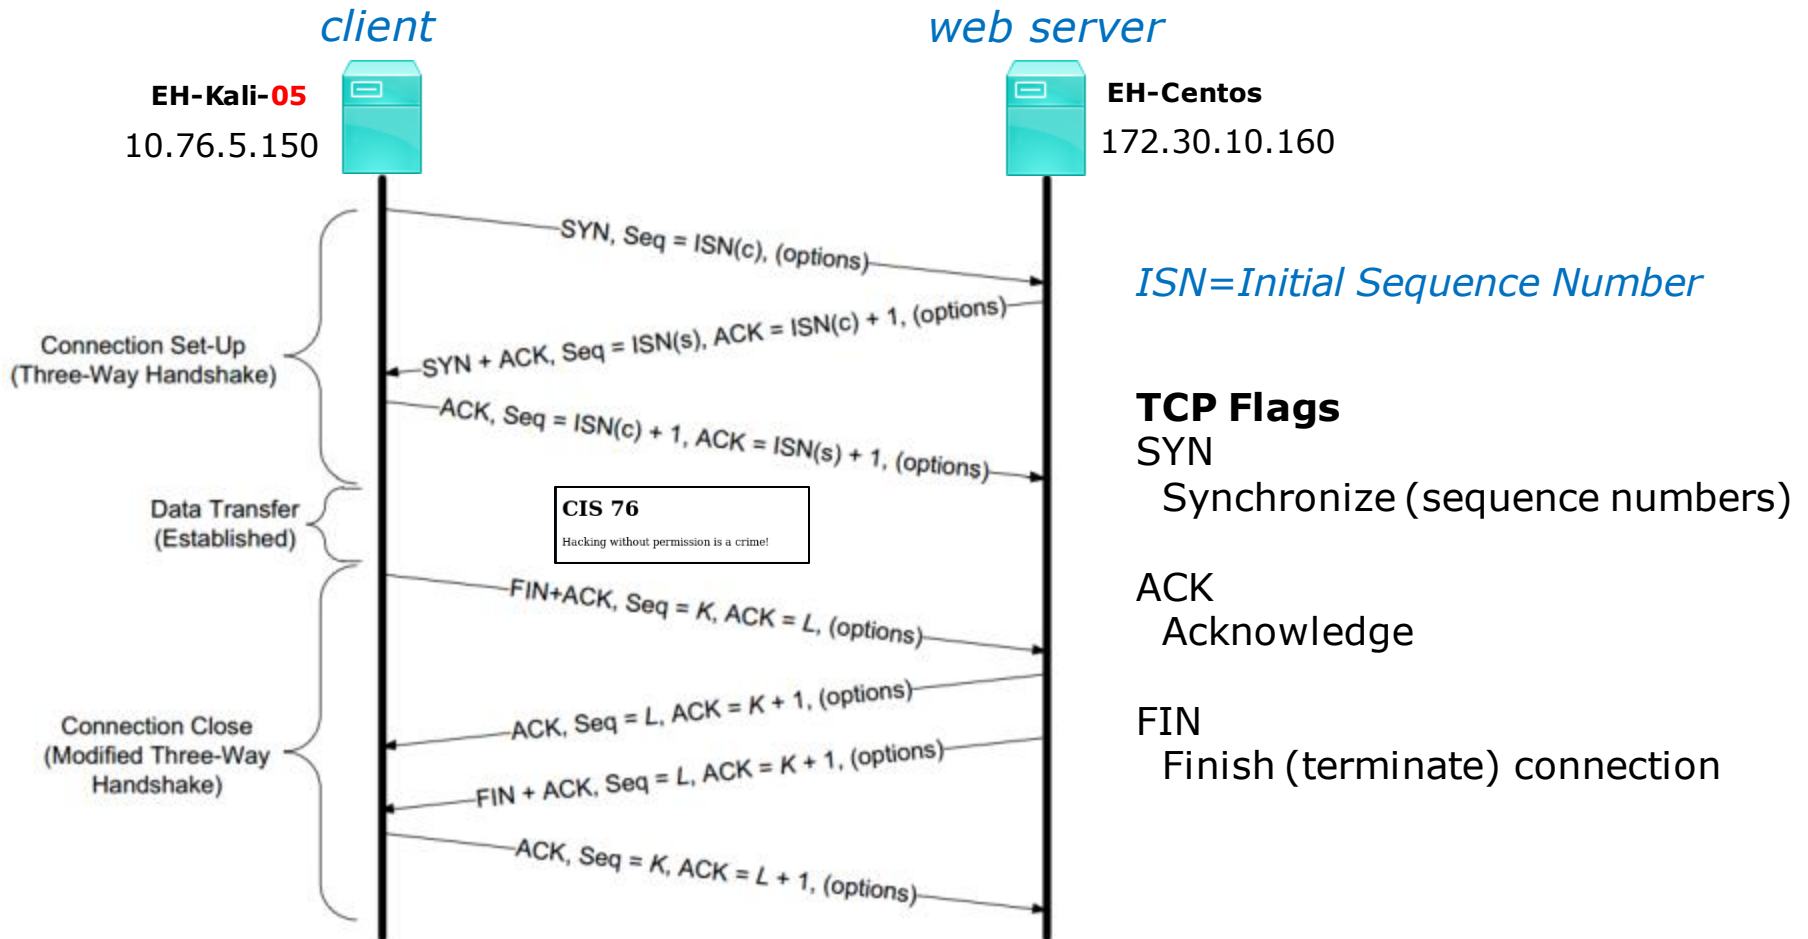 client
web server
EH-Kali-05
10.76.5.150
EH-Centos
172.30.10.160
SYN, Seq = ISN(c), (options)
SYN + ACK, Seq = ISN(s), ACK = ISN(c) + 1, (options)
ACK, Seq = ISN(c) + 1, ACK = ISN(s) + 1, (options)
Connection Set-Up
(Three-Way Handshake)
Data Transfer
(Established)
CIS 76
Hacking without permission is a crime!
FIN+ACK, Seq = K, ACK = L, (options)
ACK, Seq = L, ACK = K + 1, (options)
FIN + ACK, Seq = L, ACK = K + 1, (options)
ACK, Seq = K, ACK = L + 1, (options)
Connection Close
(Modified Three-Way
Handshake)
ISN=Initial Sequence Number
TCP Flags
SYN
Synchronize (sequence numbers)
ACK
Acknowledge
FIN
Finish (terminate) connection